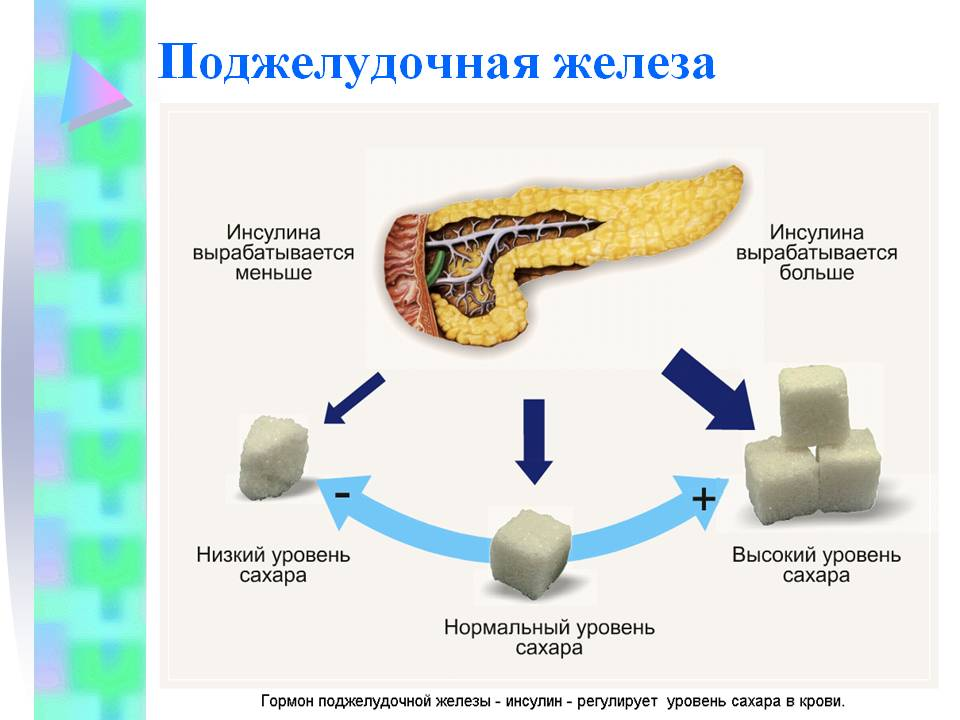 Поджелудочная железа
Инсулина
вырабатывается
меньше
Инсулина
вырабатывается
больше
-
+
Низкий уровень
сахара
Высокий уровень
сахара
Нормальный уровень
сахара
Гормон поджелудочной железы - инсулин - регулирует уровень сахара в крови.